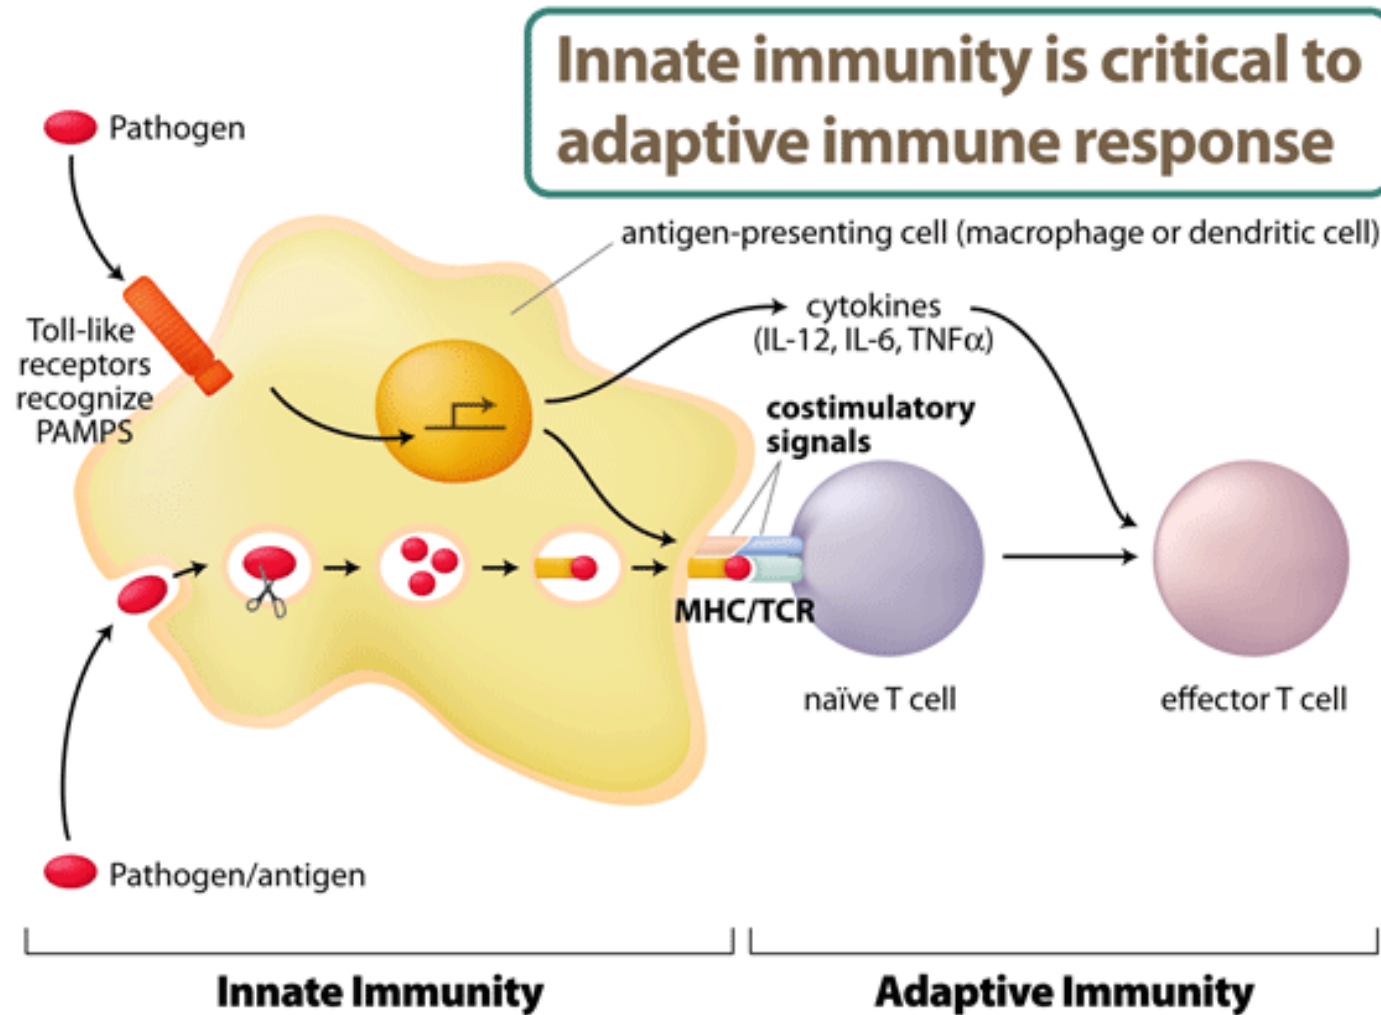 Innate immunity is critical to
adaptive immune response
Pathogen
antigen-presenting cell (macrophage or dendritic cell)
Toll-like
receptors
recognize
PAMPS
cytokines
(IL-12, IL-6, TNFα)
costimulatory
signals
MHC/TCR
naïve T cell
effector T cell
Pathogen/antigen
Innate Immunity
Adaptive Immunity